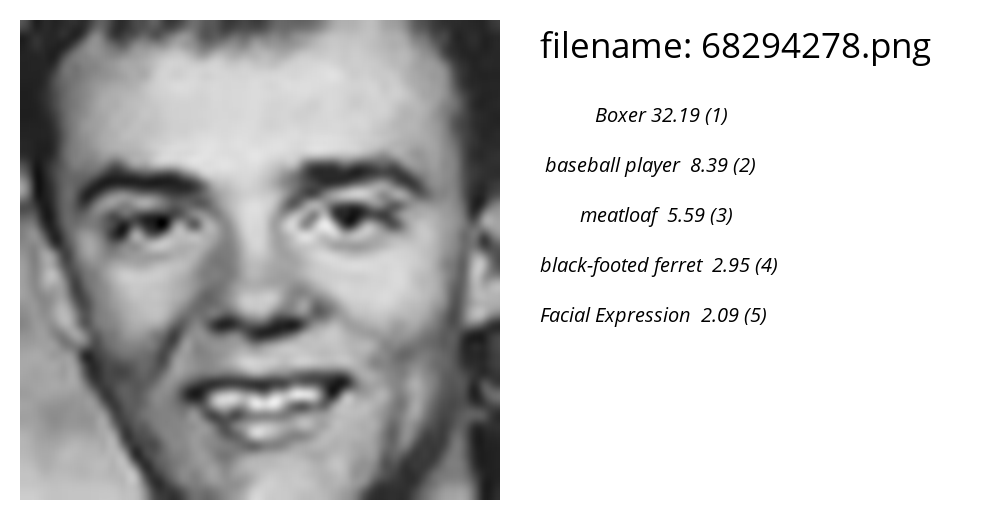 filename: 68294278.png
Boxer 32.19 (1)
baseball player 8.39 (2)
meatloaf 5.59 (3)
black-footed ferret 2.95 (4)
Facial Expression 2.09 (5)